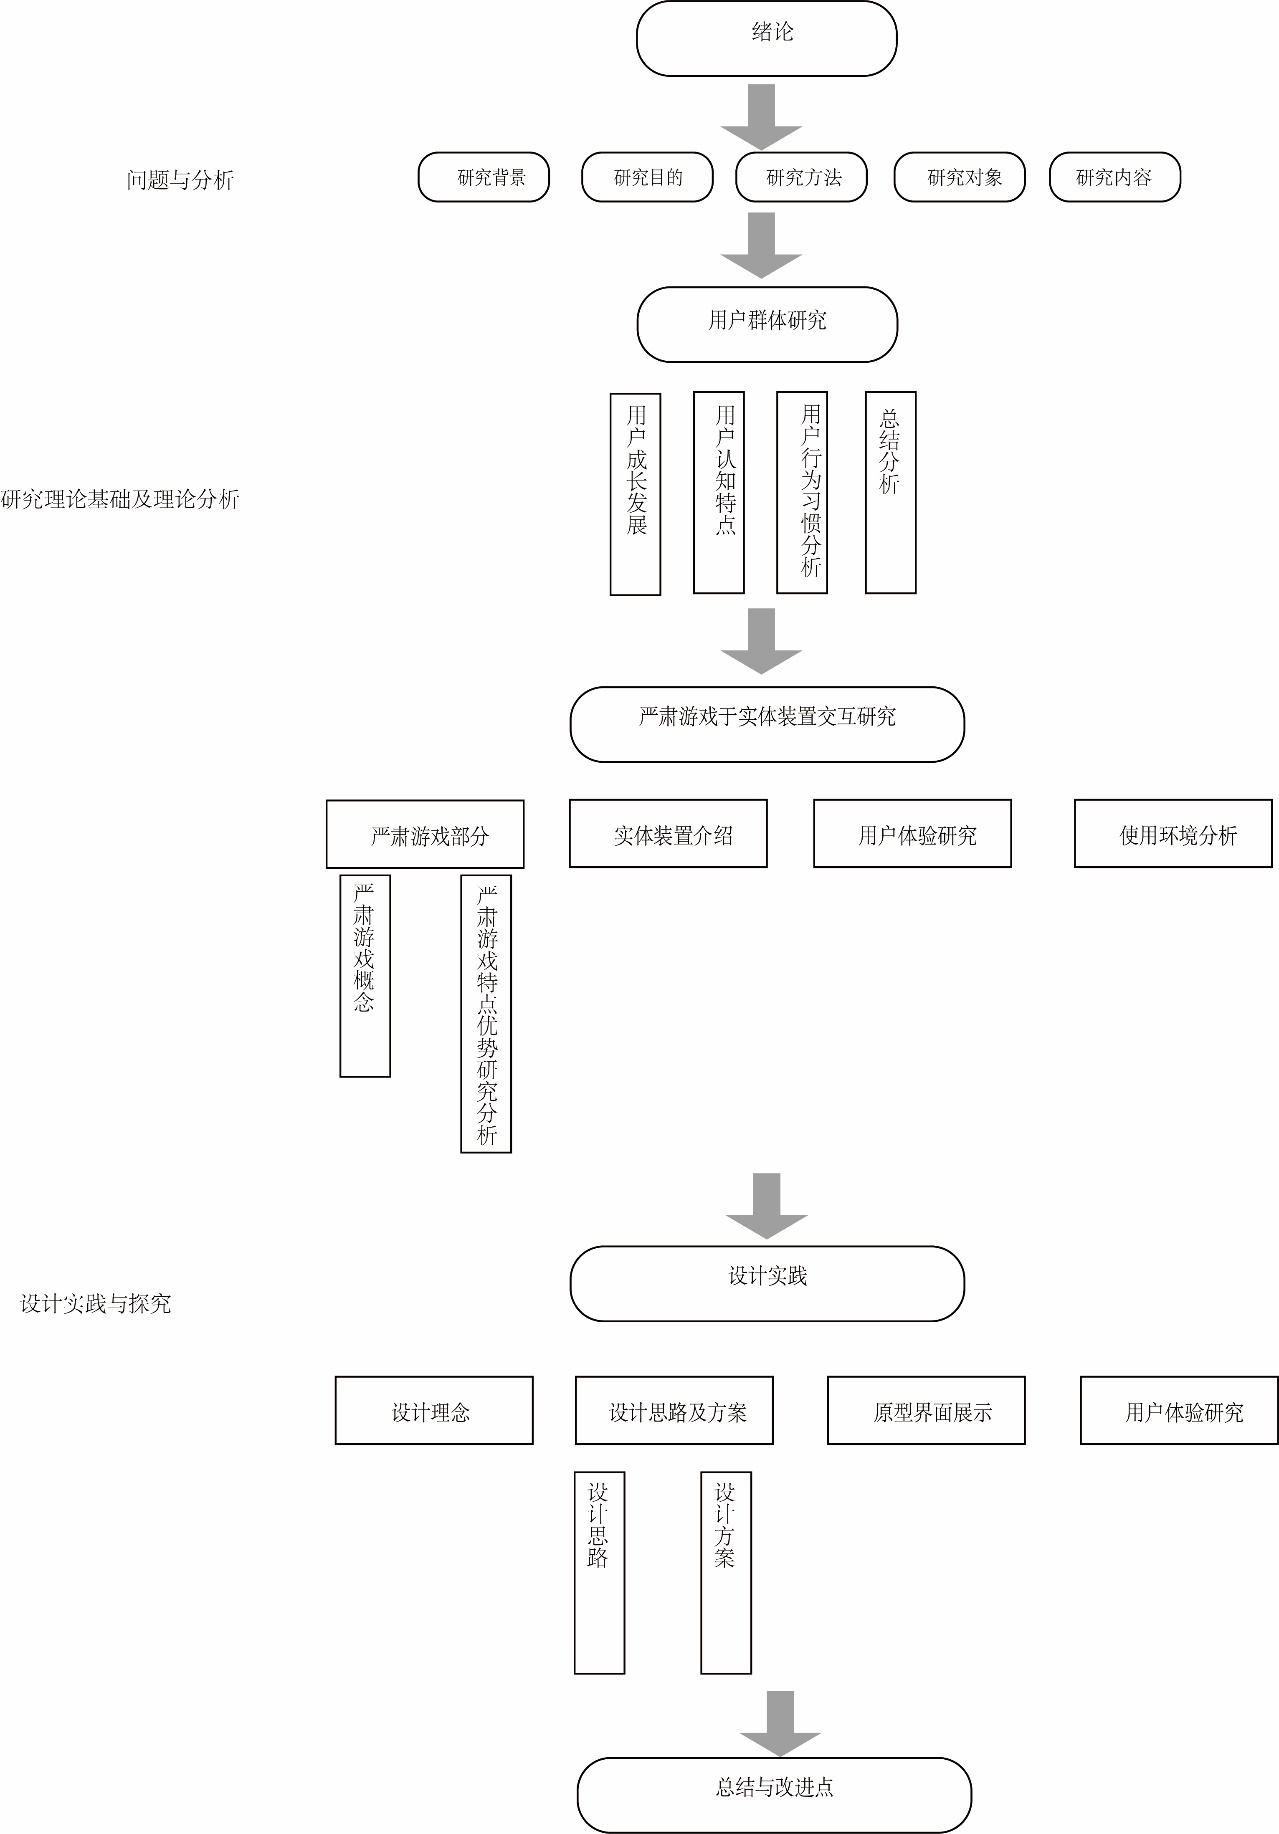 绪论
问题与分析
研究背景
研究目的
研究方法
研究对象
研究内容
用户群体研究
用户成长发展
用户认知特点
用户行为习惯分析
总结分析
研究理论基础及理论分析
严肃游戏于实体装置交互研究
严肃游戏部分
实体装置介绍
用户体验研究
使用环境分析
严肃游戏概念
严肃游戏特点优势研究分析
设计实践
设计实践与探究
设计理念
设计思路及方案
原型界面展示
用户体验研究
设计思路
设计方案
总结与改进点